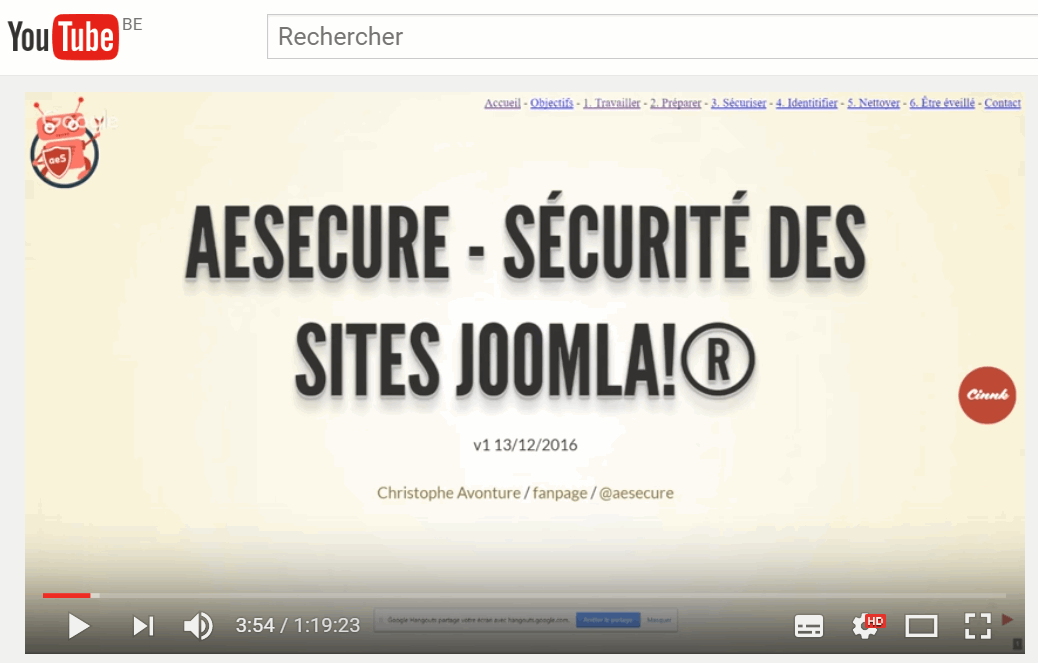 YouTube BE
Rechercher
Google
Accueil - Objectifs - 1. Travailler - 2. Préparer - 3. Sécuriser - 4. Identitifier - 5. Nettoyer - 6. Être éveillé - Contact
aeS
AESECURE - SÉCURITÉ DES
SITES JOOMLA!®
Cinnk
v1 13/12/2016
Christophe Avonture / fanpage / @aesecure
3:54 / 1:19:23
Google Hangouts partage votre écran avec hangouts.google.com.
Arrêter le partage
Masquer
HD